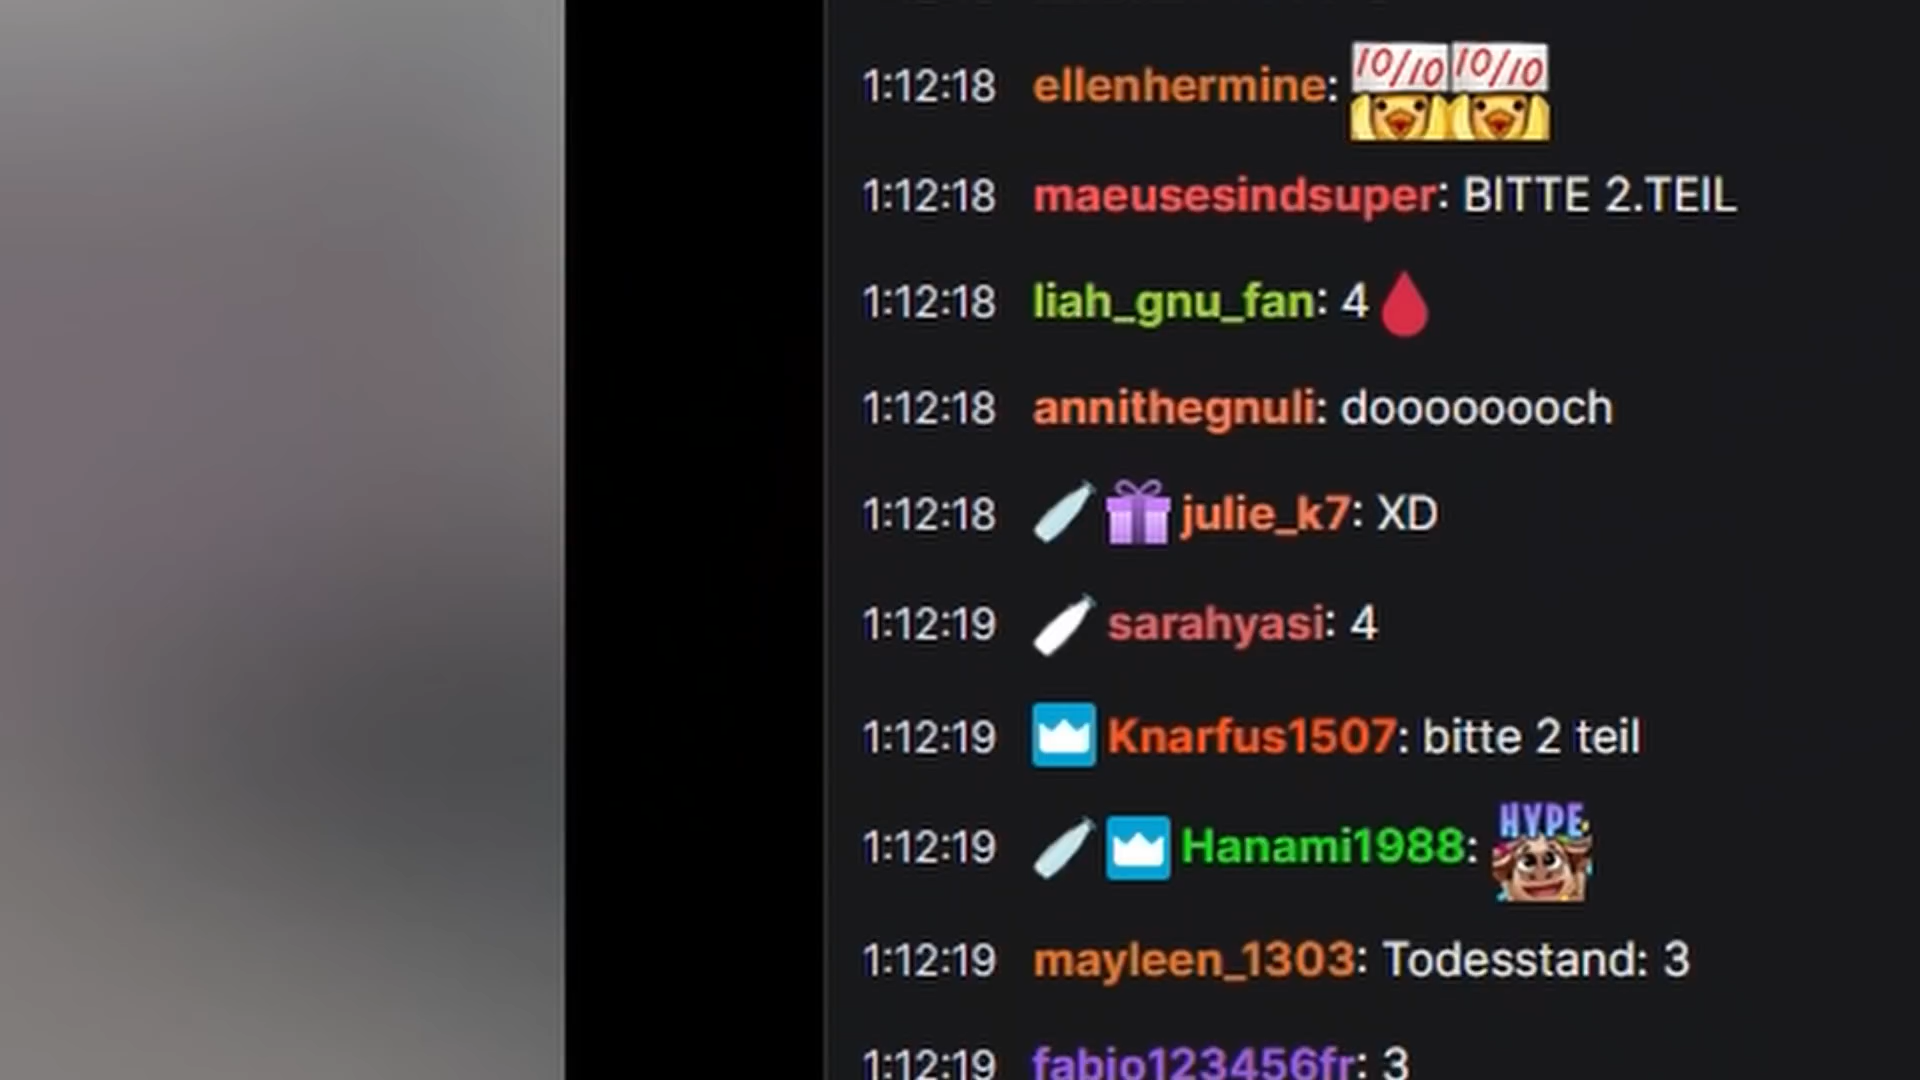 1:12:18 ellenhermine: 10/10 10/10
1:12:18 maeusesindsuper: BITTE 2.TEIL
1:12:18 liah_gnu_fan: 4
1:12:18 annithegnuli: doooooooch
1:12:18 julie_k7: XD
1:12:19 sarahyasi: 4
1:12:19 Knarfus1507: bitte 2 teil
1:12:19 Hanami1988: HYPE
1:12:19 mayleen_1303: Todesstand: 3
1:12:19 fabio123456fr: 3